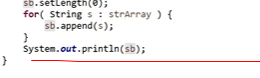 sb.setLength(0);
for( String s : strArray ) {
sb.append(s);
}
System.out.println(sb);
}